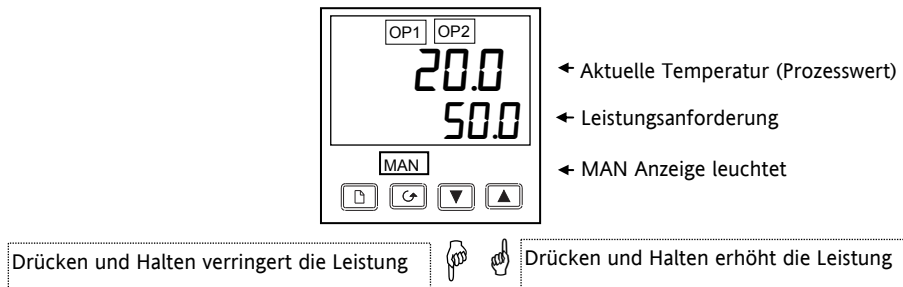 OP1 OP2
20.0
Aktuelle Temperatur (Prozesswert)
50.0
Leistungsanforderung
MAN
MAN Anzeige leuchtet
Drücken und Halten verringert die Leistung
Drücken und Halten erhöht die Leistung